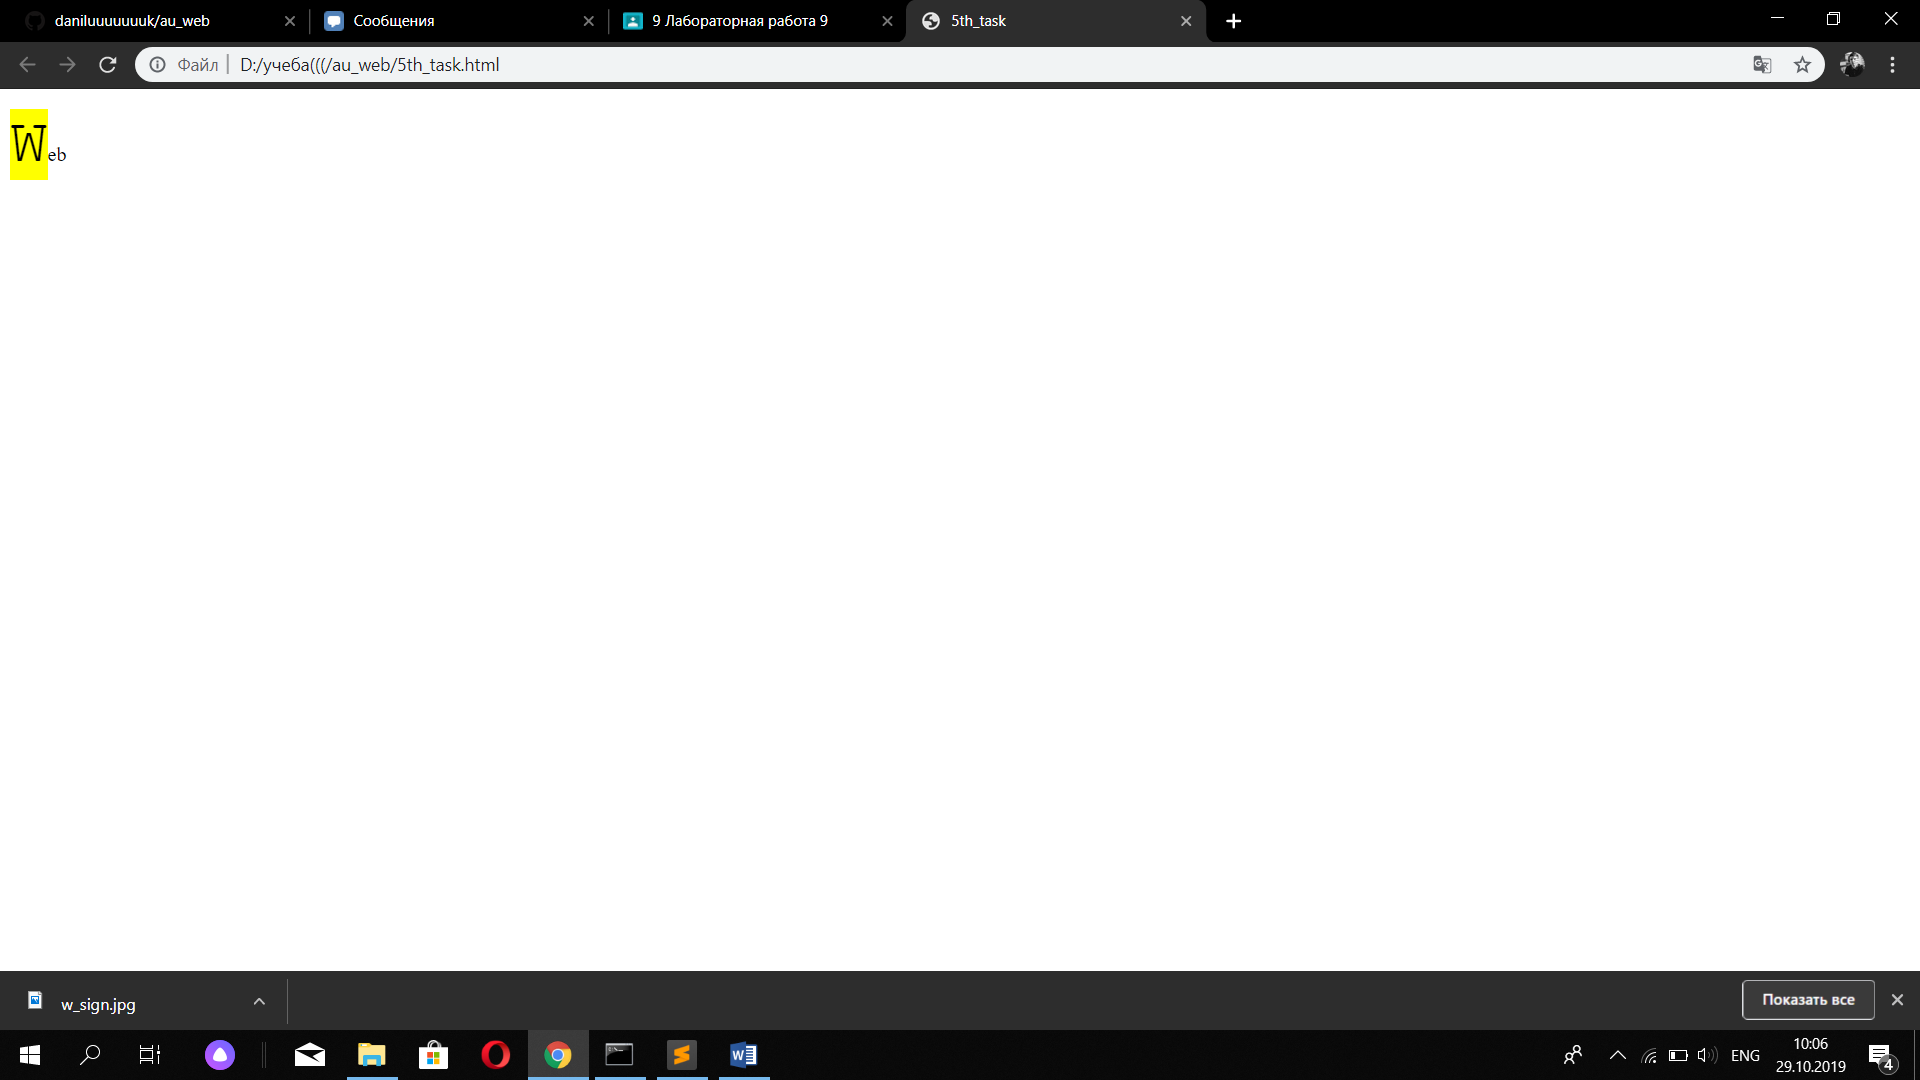 daniluuuuuuuk/au_web
Сообщения
9 Лабораторная работа 9
5th_task
Файл
D:/учеба(((/au_web/5th_task.html
Web
w_sign.jpg
Показать все
ENG
10:06
29.10.2019
4